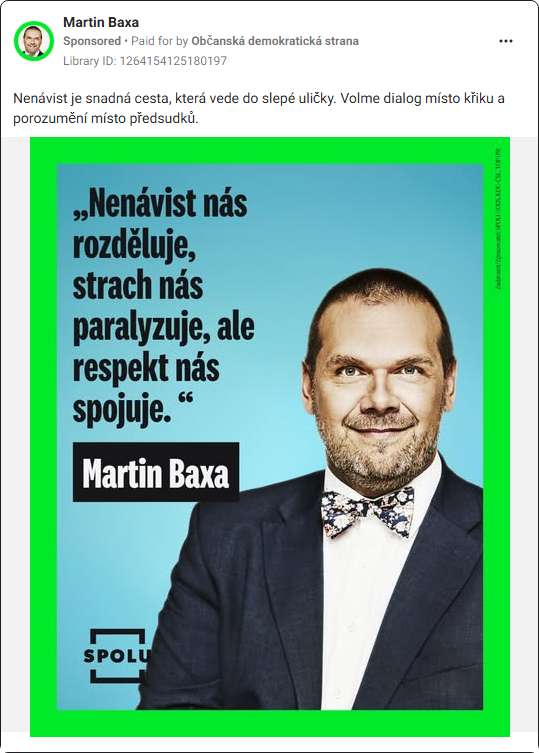 Martin Baxa
Sponsored • Paid for by Občanská demokratická strana
Library ID: 1264154125180197
Nenávist je snadná cesta, která vede do slepé uličky. Volme dialog místo křiku a
porozumění místo předsudků.
„Nenávist nás
rozděluje,
strach nás
paralyzuje, ale
respekt nás
spojuje. “
Martin Baxa
SPOLU